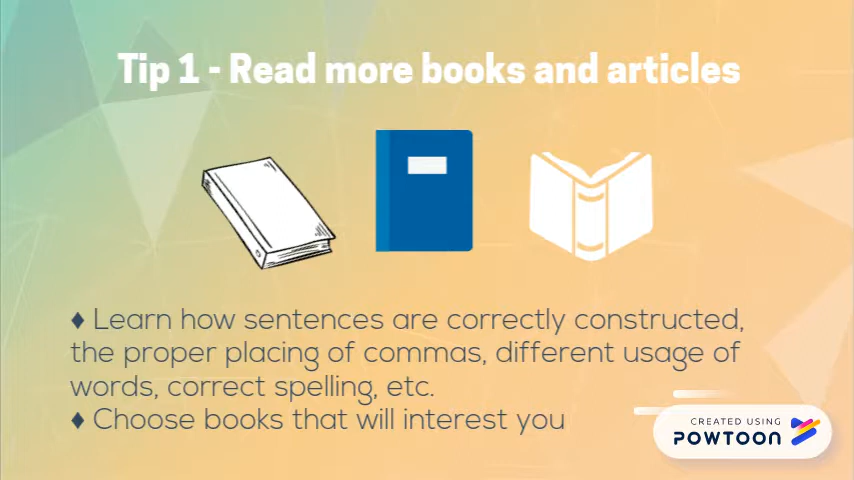 Tip 1 - Read more books and articles
♦ Learn how sentences are correctly constructed,
the proper placing of commas, different usage of
words, correct spelling, etc.
♦ Choose books that will interest you
CREATED USING
POWTOON